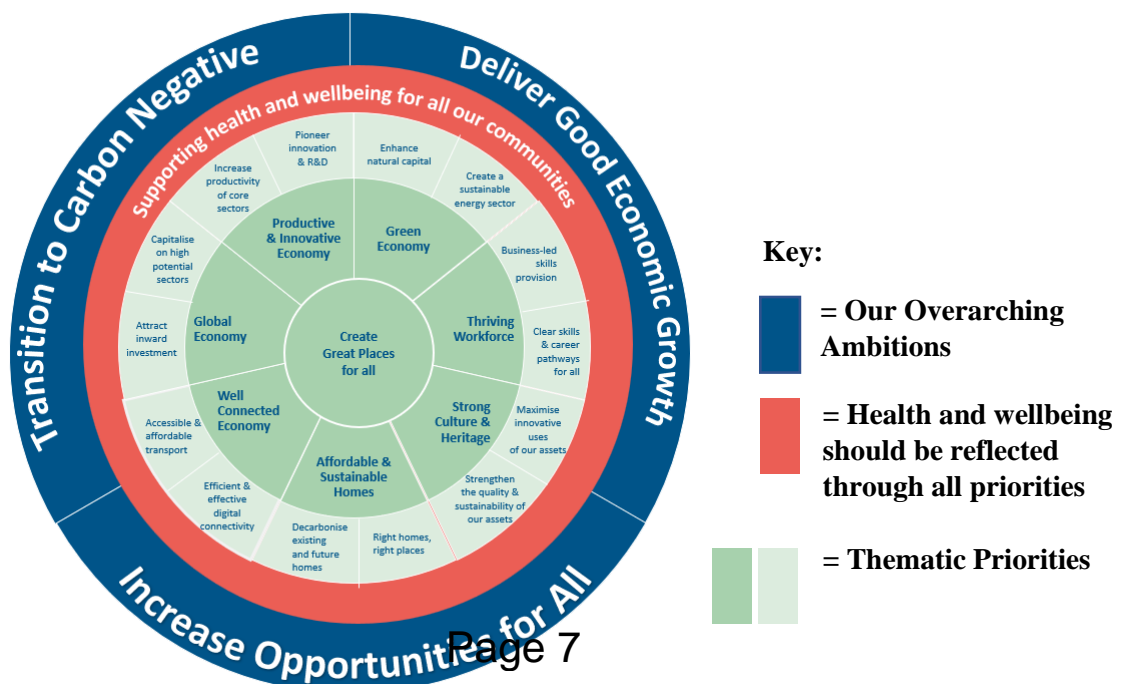 Transition to Carbon Negative
Deliver Good Economic Growth
Increase Opportunities for All
Supporting health and wellbeing for all our communities
Pioneer
innovation
& R&D
Enhance
natural capital
Create a
sustainable
energy sector
Business-led
skills
provision
Clear skills
& career
pathways
for all
Maximise
innovative
uses
of our assets
Strengthen
the quality &
sustainability of
our assets
Right homes,
right places
Decarbonise
existing
and future
homes
Efficient &
effective
digital
connectivity
Accessible &
affordable
transport
Attract
inward
investment
Capitalise
on high
potential
sectors
Increase
productivity
of core
sectors
Productive
& Innovative
Economy
Green
Economy
Thriving
Workforce
Strong
Culture &
Heritage
Affordable &
Sustainable
Homes
Well
Connected
Economy
Global
Economy
Create
Great Places
for all
Key:
= Our Overarching
Ambitions
= Health and wellbeing
should be reflected
through all priorities
= Thematic Priorities
Page 7